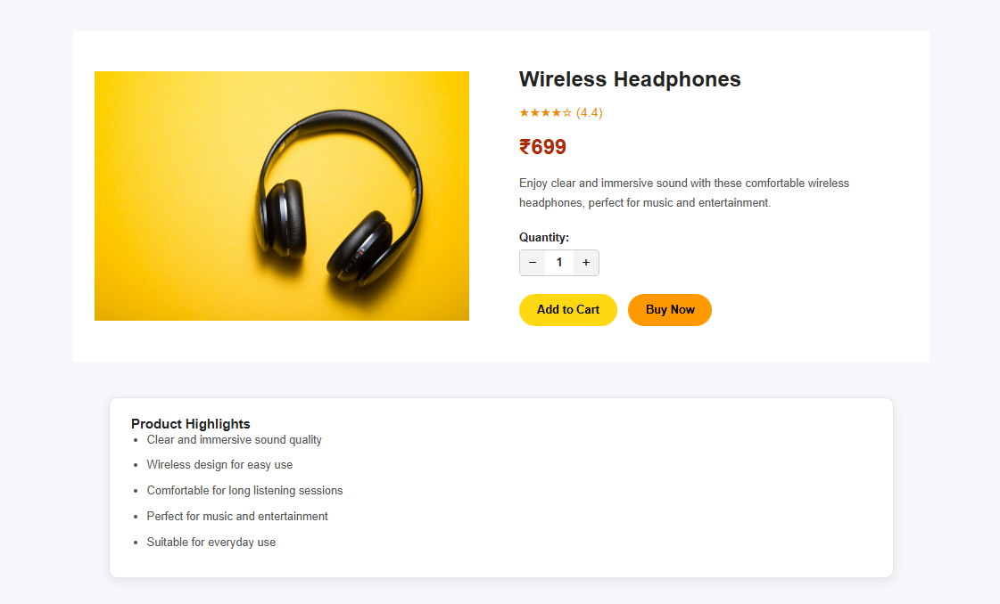 Wireless Headphones
★★★★☆ (4.4)
₹699
Enjoy clear and immersive sound with these comfortable wireless
headphones, perfect for music and entertainment.
Quantity:
− 1 +
Add to Cart Buy Now
Product Highlights
• Clear and immersive sound quality
• Wireless design for easy use
• Comfortable for long listening sessions
• Perfect for music and entertainment
• Suitable for everyday use